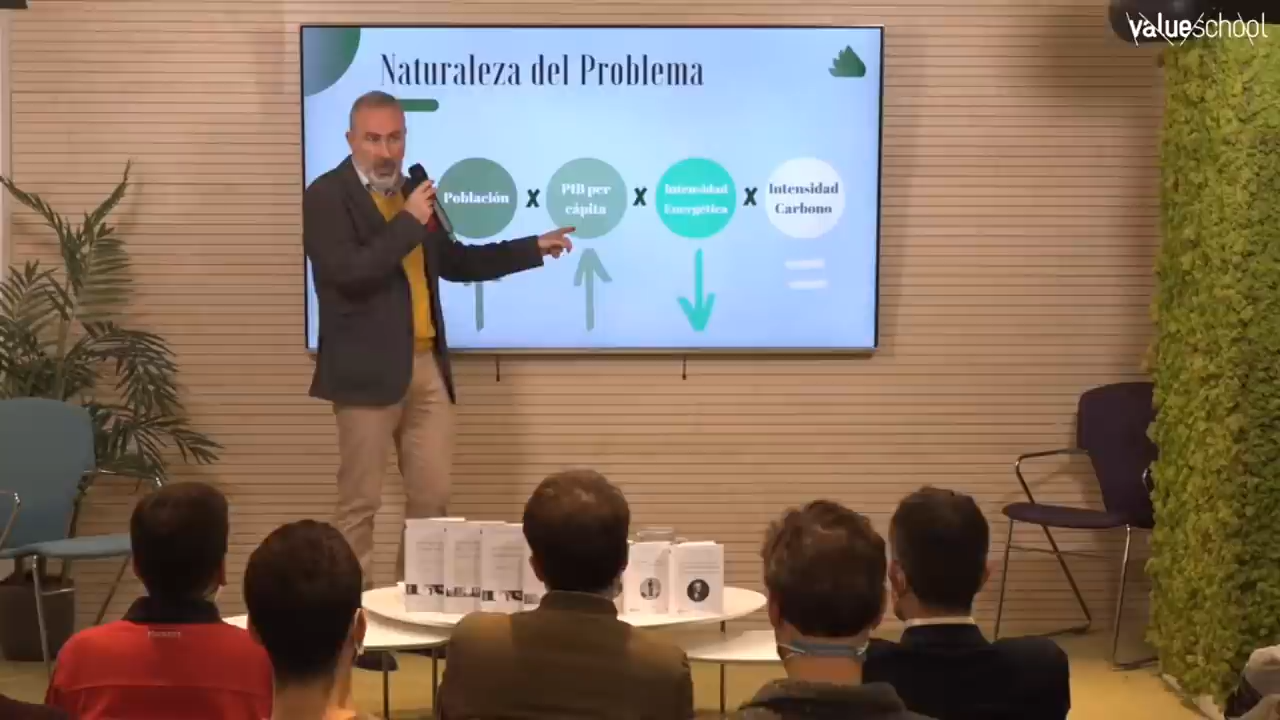 valueschool
Naturaleza del Problema
Población
x
PIB per
cápita
x
Intensidad
Energética
x
Intensidad
Carbono